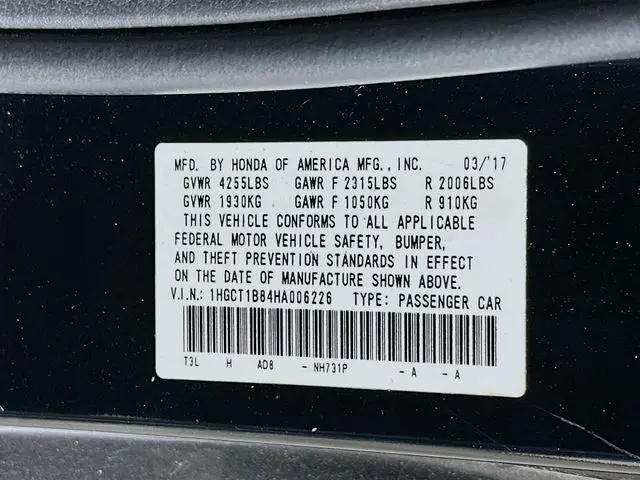 MFD. BY HONDA OF AMERICA MFG., INC. 03/'17
GVWR 4255LBS GAWR F 2315LBS R 2006LBS
GVWR 1930KG GAWR F 1050KG R 910KG
THIS VEHICLE CONFORMS TO ALL APPLICABLE
FEDERAL MOTOR VEHICLE SAFETY, BUMPER,
AND THEFT PREVENTION STANDARDS IN EFFECT
ON THE DATE OF MANUFACTURE SHOWN ABOVE.
V.I.N.: 1HGCT1B84HA006226 TYPE: PASSENGER CAR
T3L H AD8 - NH731P - A - A